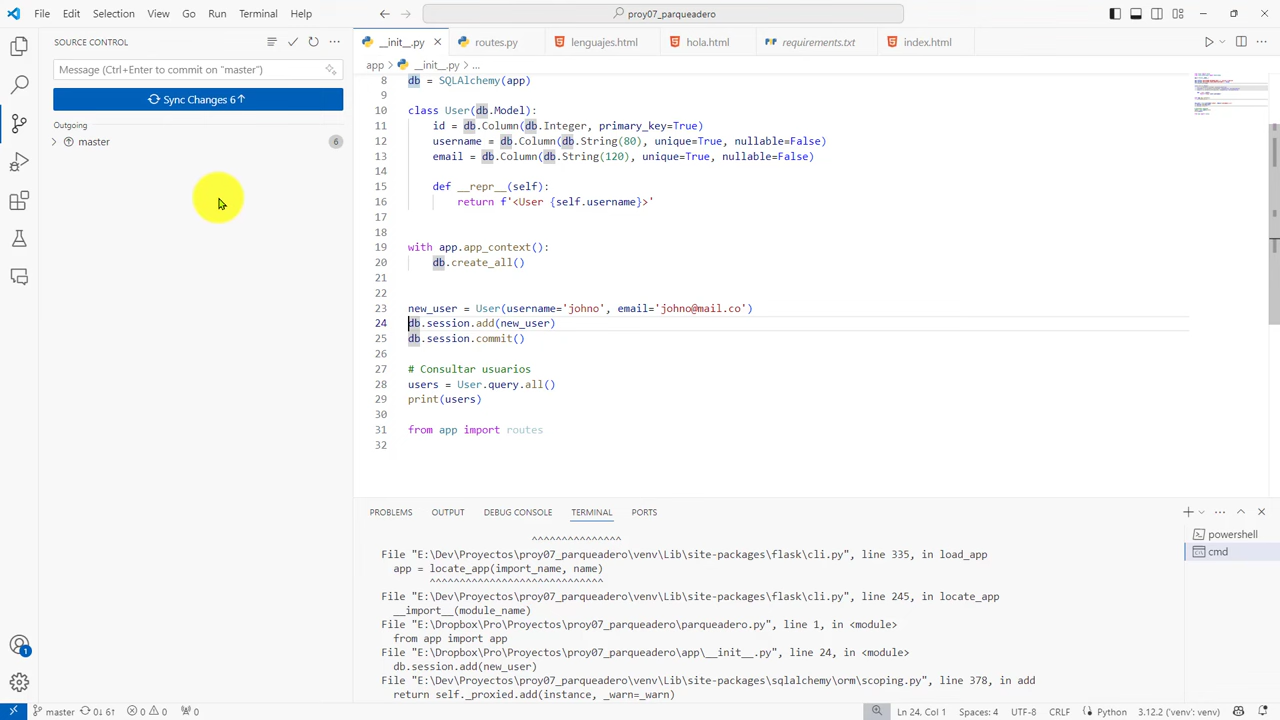 File Edit Selection View Go Run Terminal Help
proy07_parqueadero
SOURCE CONTROL
Message (Ctrl+Enter to commit on "master")
Sync Changes 6↑
Outgoing
master
6
__init__.py
routes.py
lenguajes.html
hola.html
requirements.txt
index.html
app > __init__.py > ...
8 db = SQLAlchemy(app)
9
10 class User(db.Model):
11 id = db.Column(db.Integer, primary_key=True)
12 username = db.Column(db.String(80), unique=True, nullable=False)
13 email = db.Column(db.String(120), unique=True, nullable=False)
14
15 def __repr__(self):
16 return f'<User {self.username}>'
17
18
19 with app.app_context():
20 db.create_all()
21
22
23 new_user = User(username='johno', email='johno@mail.co')
24 db.session.add(new_user)
25 db.session.commit()
26
27 # Consultar usuarios
28 users = User.query.all()
29 print(users)
30
31 from app import routes
32
PROBLEMS OUTPUT DEBUG CONSOLE TERMINAL PORTS
powershell
cmd
^^^^^^^^^^^^^^^
File "E:\Dev\Proyectos\proy07_parqueadero\venv\Lib\site-packages\flask\cli.py", line 335, in load_app
app = locate_app(import_name, name)
^^^^^^^^^^^^^^^^^^^^^^^^^^^^^
File "E:\Dev\Proyectos\proy07_parqueadero\venv\Lib\site-packages\flask\cli.py", line 245, in locate_app
__import__(module_name)
File "E:\Dropbox\Pro\Proyectos\proy07_parqueadero\parqueadero.py", line 1, in <module>
from app import app
File "E:\Dropbox\Pro\Proyectos\proy07_parqueadero\app\__init__.py", line 24, in <module>
db.session.add(new_user)
File "E:\Dev\Proyectos\proy07_parqueadero\venv\Lib\site-packages\sqlalchemy\orm\scoping.py", line 378, in add
return self._proxied.add(instance, _warn=_warn)
1
master 0↓ 6↑ 0 0 0
Ln 24, Col 1 Spaces: 4 UTF-8 CRLF Python 3.12.2 ('venv': venv)